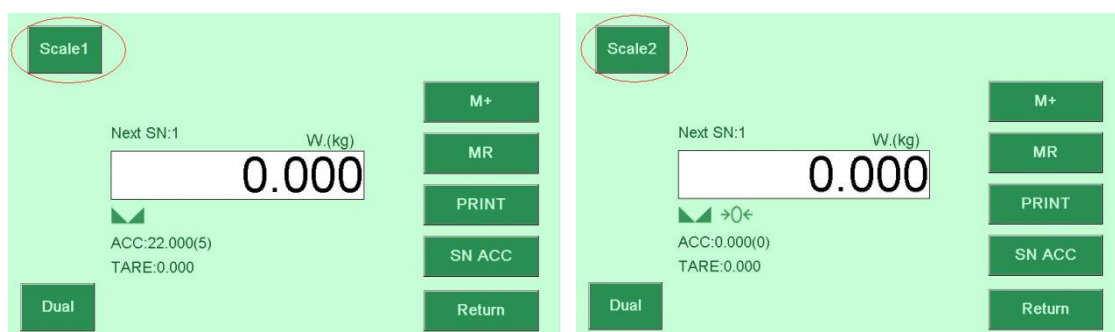 Scale1
M+
Next SN:1
W.(kg)
0.000
MR
PRINT
ACC:22.000(5)
TARE:0.000
SN ACC
Dual
Return
Scale2
M+
Next SN:1
W.(kg)
0.000
MR
PRINT
→0←
ACC:0.000(0)
TARE:0.000
SN ACC
Dual
Return